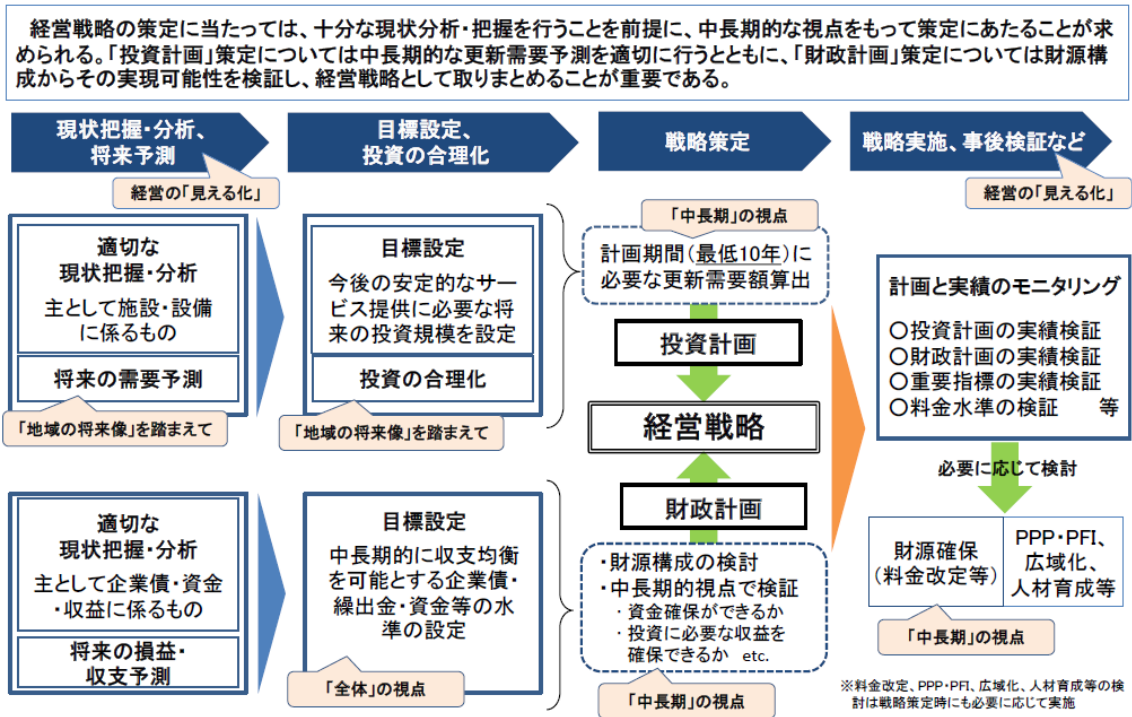 経営戦略の策定に当たっては、十分な現状分析・把握を行うことを前提に、中長期的な視点をもって策定にあたることが求
められる。「投資計画」策定については中長期的な更新需要予測を適切に行うとともに、「財政計画」策定については財源構
成からその実現可能性を検証し、経営戦略として取りまとめることが重要である。
現状把握・分析、
将来予測
経営の「見える化」
目標設定、
投資の合理化
戦略策定
戦略実施、事後検証など
経営の「見える化」
適切な
現状把握・分析
主として施設・設備
に係るもの
将来の需要予測
「地域の将来像」を踏まえて
目標設定
今後の安定的なサー
ビス提供に必要な将
来の投資規模を設定
投資の合理化
「地域の将来像」を踏まえて
「中長期」の視点
計画期間(最低10年)に
必要な更新需要額算出
投資計画
経営戦略
財政計画
適切な
現状把握・分析
主として企業債・資金
・収益に係るもの
将来の損益・
収支予測
目標設定
中長期的に収支均衡
を可能とする企業債・
繰出金・資金等の水
準の設定
「全体」の視点
・財源構成の検討
・中長期的視点で検証
・資金確保ができるか
・投資に必要な収益を
確保できるか etc.
「中長期」の視点
計画と実績のモニタリング
〇投資計画の実績検証
〇財政計画の実績検証
〇重要指標の実績検証
〇料金水準の検証 等
必要に応じて検討
財源確保
(料金改定等)
PPP・PFI、
広域化、
人材育成等
「中長期」の視点
※料金改定、PPP・PFI、広域化、人材育成等の検
討は戦略策定時にも必要に応じて実施